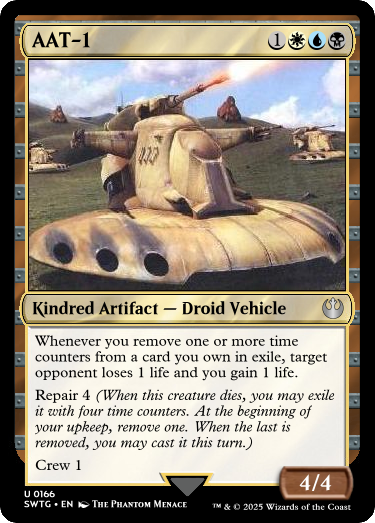 AAT-1
1
Kindred Artifact — Droid Vehicle
Whenever you remove one or more time
counters from a card you own in exile, target
opponent loses 1 life and you gain 1 life.
Repair 4 (When this creature dies, you may exile
it with four time counters. At the beginning of
your upkeep, remove one. When the last is
removed, you may cast it this turn.)
Crew 1
4/4
U 0166
SWTG • EN The Phantom Menace
™ & © 2025 Wizards of the Coast